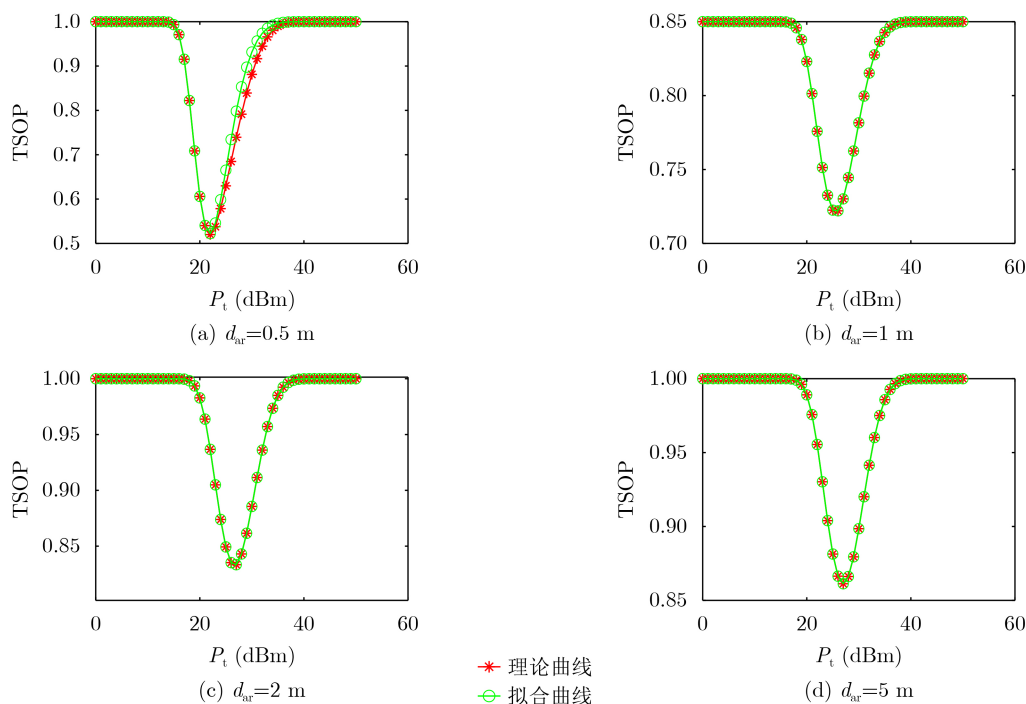 1.0
0.9
0.8
0.7
0.6
0.5
TSOP
0 20 40 60
Pt (dBm)
(a) dar=0.5 m
0.85
0.80
0.75
0.70
TSOP
0 20 40 60
Pt (dBm)
(b) dar=1 m
1.00
0.95
0.90
0.85
TSOP
0 20 40 60
Pt (dBm)
(c) dar=2 m
1.00
0.95
0.90
0.85
TSOP
0 20 40 60
Pt (dBm)
(d) dar=5 m
理论曲线
拟合曲线